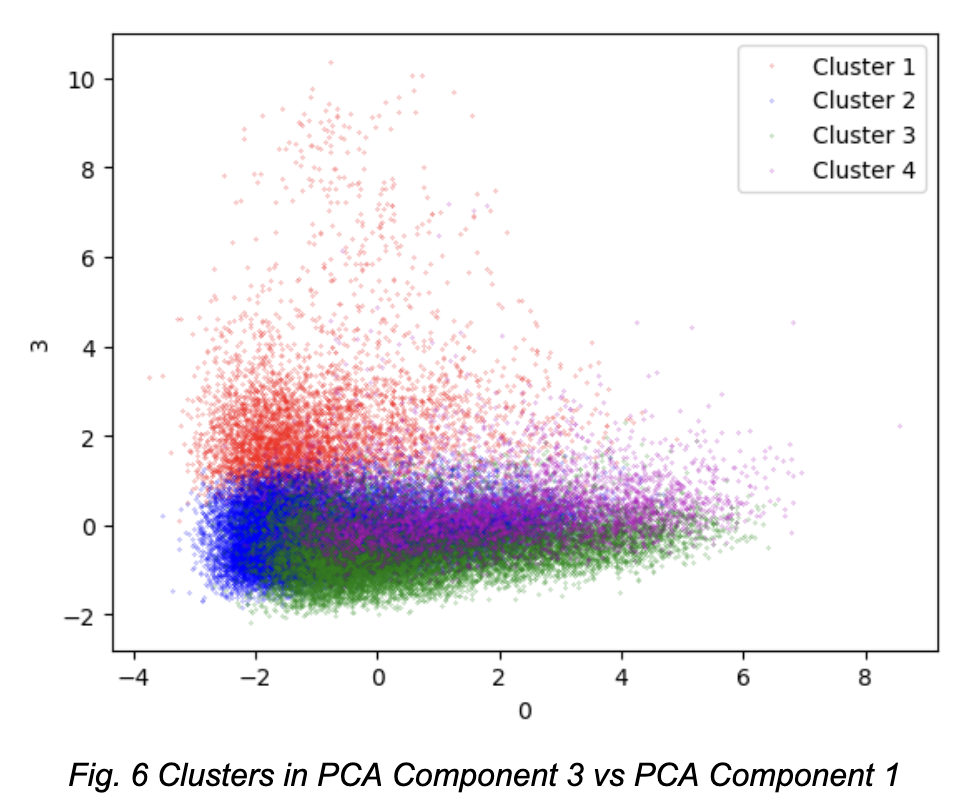 10
8
6
4
2
0
−2
3
−4 −2 0 2 4 6 8
0
Cluster 1
Cluster 2
Cluster 3
Cluster 4
Fig. 6 Clusters in PCA Component 3 vs PCA Component 1